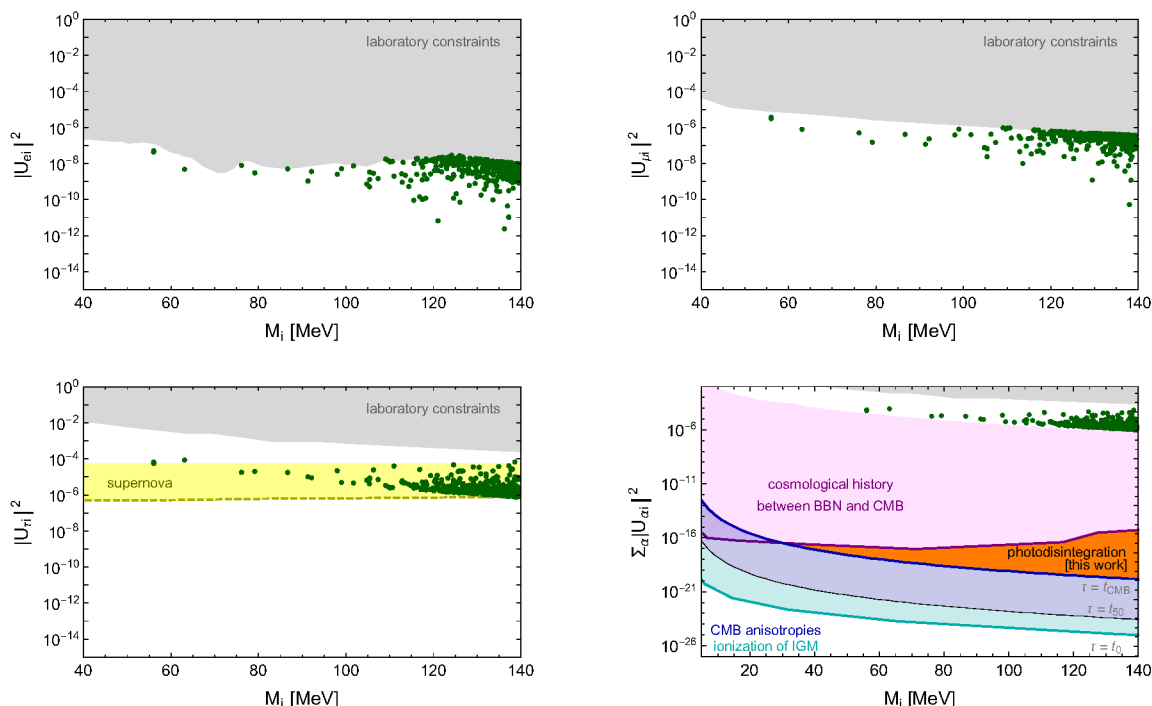 10^0
10^-2
10^-4
10^-6
10^-8
10^-10
10^-12
10^-14
|U_ei|^2
laboratory constraints
40 60 80 100 120 140
M_i [MeV]
10^0
10^-2
10^-4
10^-6
10^-8
10^-10
10^-12
10^-14
|U_μi|^2
laboratory constraints
40 60 80 100 120 140
M_i [MeV]
10^0
10^-2
10^-4
10^-6
10^-8
10^-10
10^-12
10^-14
|U_τi|^2
laboratory constraints
supernova
40 60 80 100 120 140
M_i [MeV]
10^-6
10^-11
10^-16
10^-21
10^-26
Σ_α|U_αi|^2
cosmological history
between BBN and CMB
photodisintegration
[this work]
τ = t_CMB
τ = t_50
CMB anisotropies
ionization of IGM
τ = t_0
20 40 60 80 100 120 140
M_i [MeV]